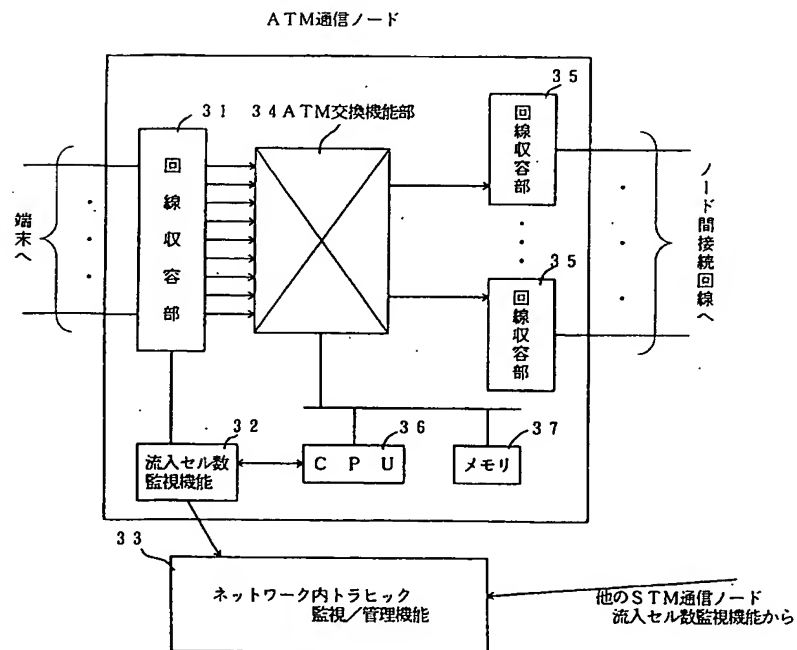 ATM通信ノード
31
34ATM交換機能部
35
回線収容部
回線収容部
端末へ
ノード間接続回線へ
35
回線収容部
32
流入セル数
監視機能
36
CPU
37
メモリ
33
ネットワーク内トラヒック
監視／管理機能
他のSTM通信ノード
流入セル数監視機能から